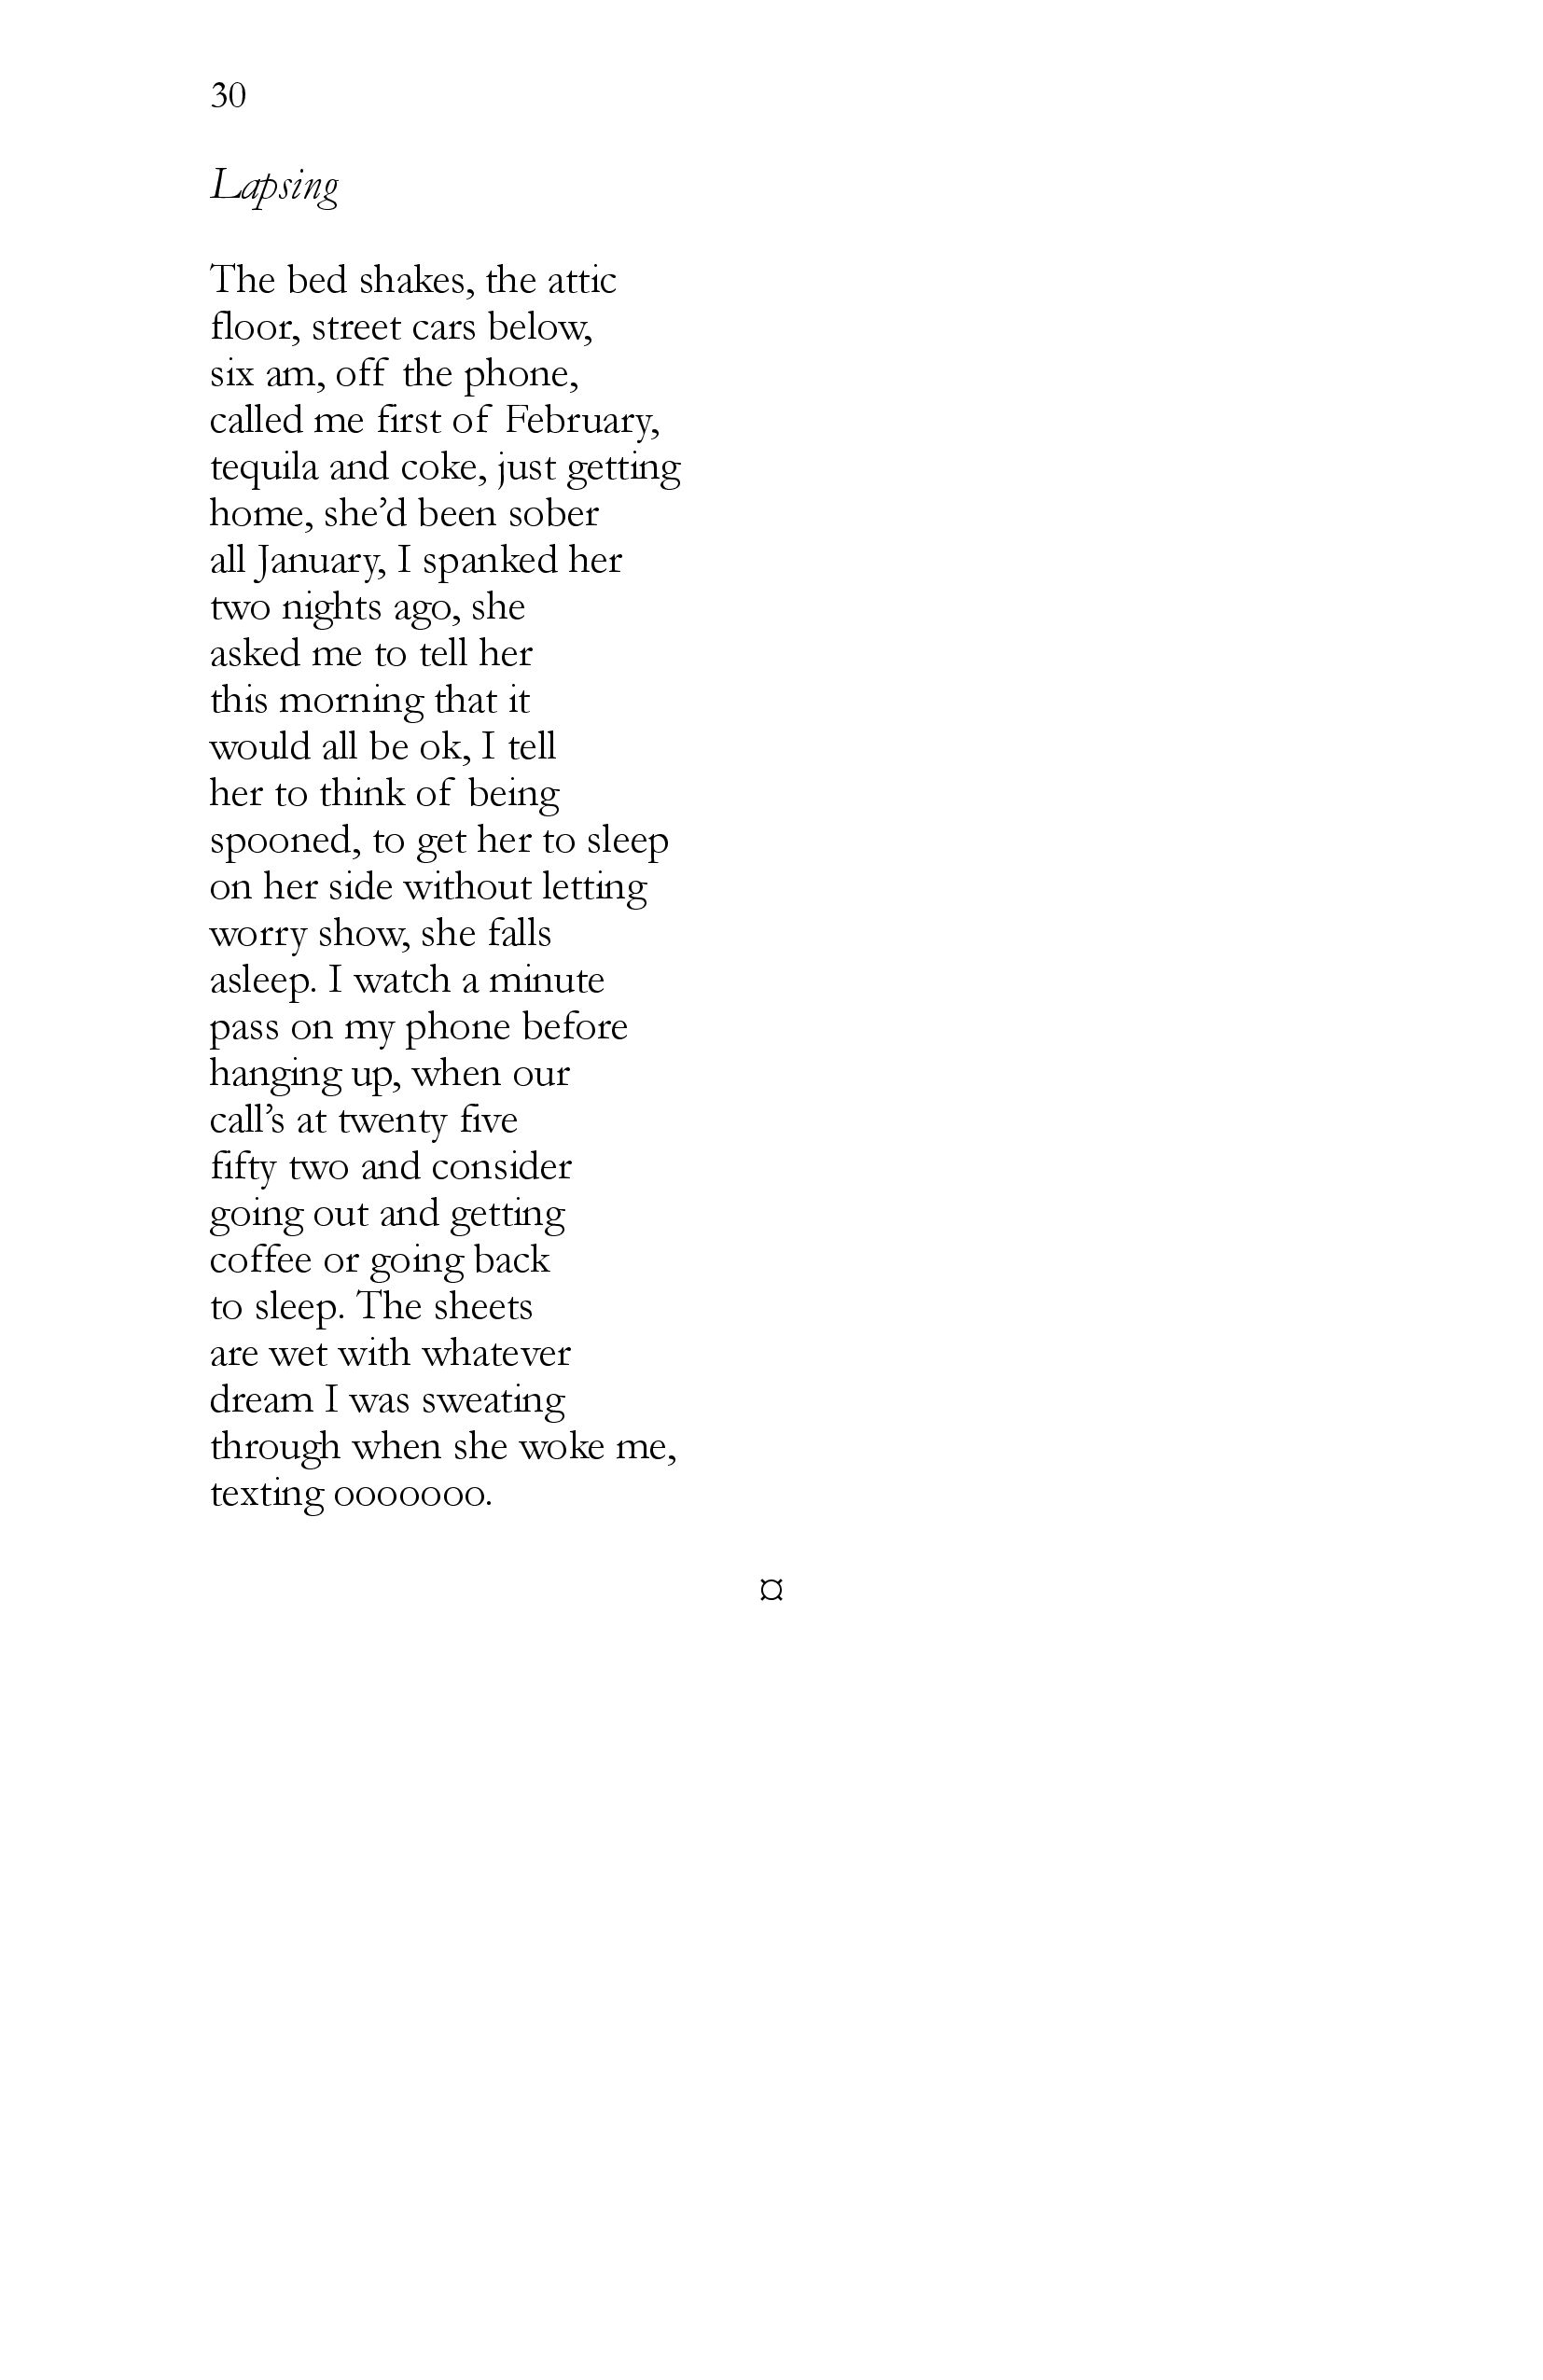 30
Lapsing
The bed shakes, the attic
floor, street cars below,
six am, off the phone,
called me first of February,
tequila and coke, just getting
home, she’d been sober
all January, I spanked her
two nights ago, she
asked me to tell her
this morning that it
would all be ok, I tell
her to think of being
spooned, to get her to sleep
on her side without letting
worry show, she falls
asleep. I watch a minute
pass on my phone before
hanging up, when our
call’s at twenty five
fifty two and consider
going out and getting
coffee or going back
to sleep. The sheets
are wet with whatever
dream I was sweating
through when she woke me,
texting ooooooo.
¤